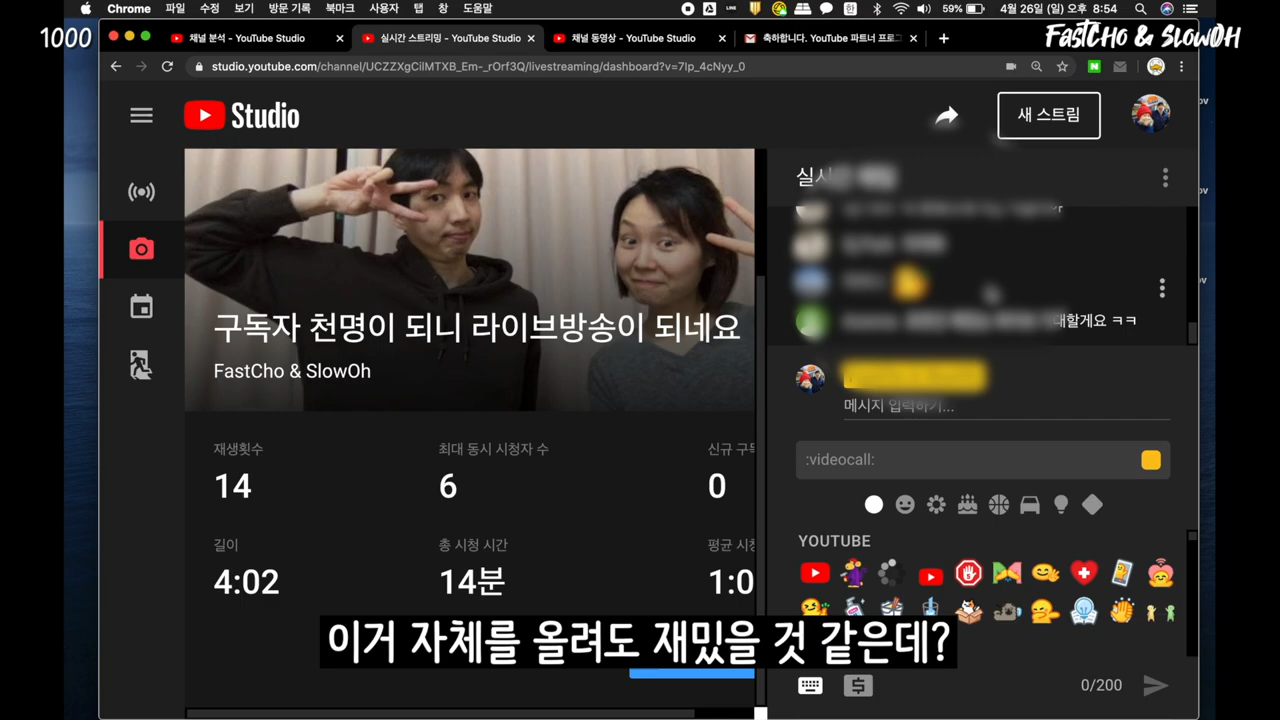 Chrome 파일 수정 보기 방문 기록 북마크 사용자 탭 창 도움말
LINE 한 59% 4월 26일 (일) 오후 8:54
1000
FastCho & SlowOh
채널 분석 - YouTube Studio
실시간 스트리밍 - YouTube Studio
채널 동영상 - YouTube Studio
축하합니다. YouTube 파트너 프로그
studio.youtube.com/channel/UCZZXgCilMTXB_Em-_rOrf3Q/livestreaming/dashboard?v=7lp_4cNyy_0
Studio
새 스트림
실시
구독자 천명이 되니 라이브방송이 되네요
FastCho & SlowOh
대할게요 ㅋㅋ
메시지 입력하기...
재생횟수
최대 동시 시청자 수
신규 구독
14
6
0
:videocall:
길이
총 시청 시간
평균 시청
4:02
14분
1:0
YOUTUBE
이거 자체를 올려도 재밌을 것 같은데?
0/200